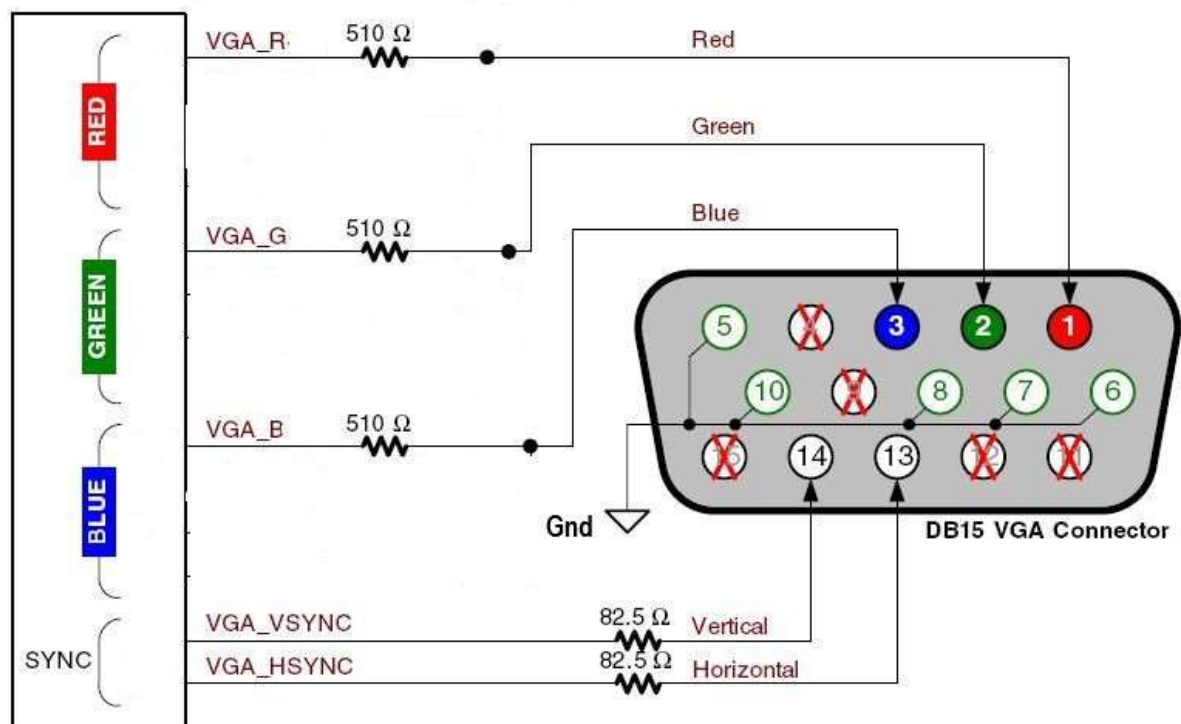 VGA_R
510 Ω
Red
RED
Green
VGA_G
510 Ω
Blue
GREEN
5
3
2
1
10
8
7
6
VGA_B
510 Ω
14
13
BLUE
Gnd
DB15 VGA Connector
VGA_VSYNC
82.5 Ω
Vertical
SYNC
VGA_HSYNC
82.5 Ω
Horizontal